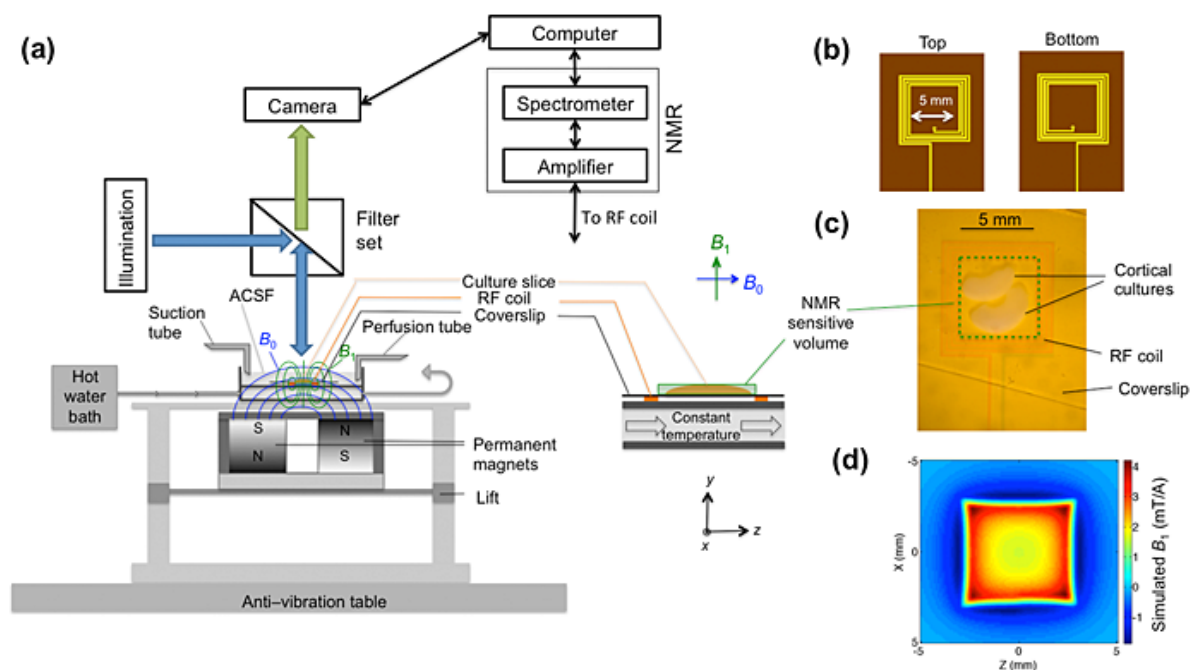 (a)
Computer
Camera
Spectrometer
Amplifier
NMR
To RF coil
Illumination
Filter
set
ACSF
Suction
tube
B0
B1
Perfusion tube
Culture slice
RF coil
Coverslip
B1
B0
Hot
water
bath
S
N
N
S
Permanent
magnets
Lift
Constant
temperature
y
z
x
Anti–vibration table
(b)
Top
Bottom
5 mm
(c)
5 mm
Cortical
cultures
NMR
sensitive
volume
RF coil
Coverslip
(d)
-5
0
5
X (mm)
-5
0
5
Z (mm)
4
3
2
1
0
-1
Simulated B1 (mT/A)